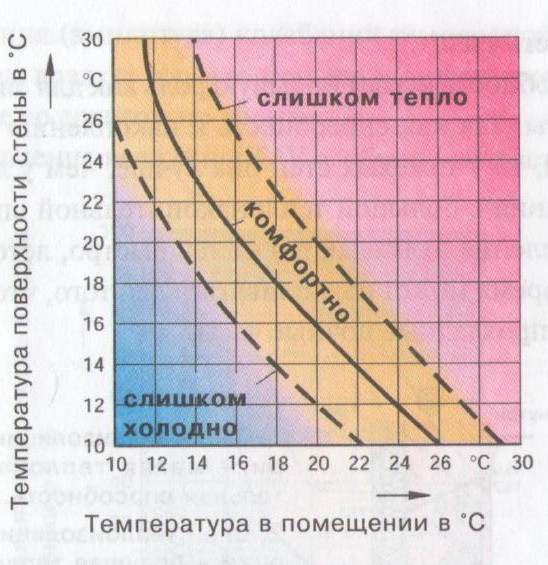 Температура поверхности стены в °C
30
°C
26
24
22
20
18
16
14
12
10
слишком тепло
комфортно
слишком
холодно
10 12 14 16 18 20 22 24 26 °C 30
Температура в помещении в °C